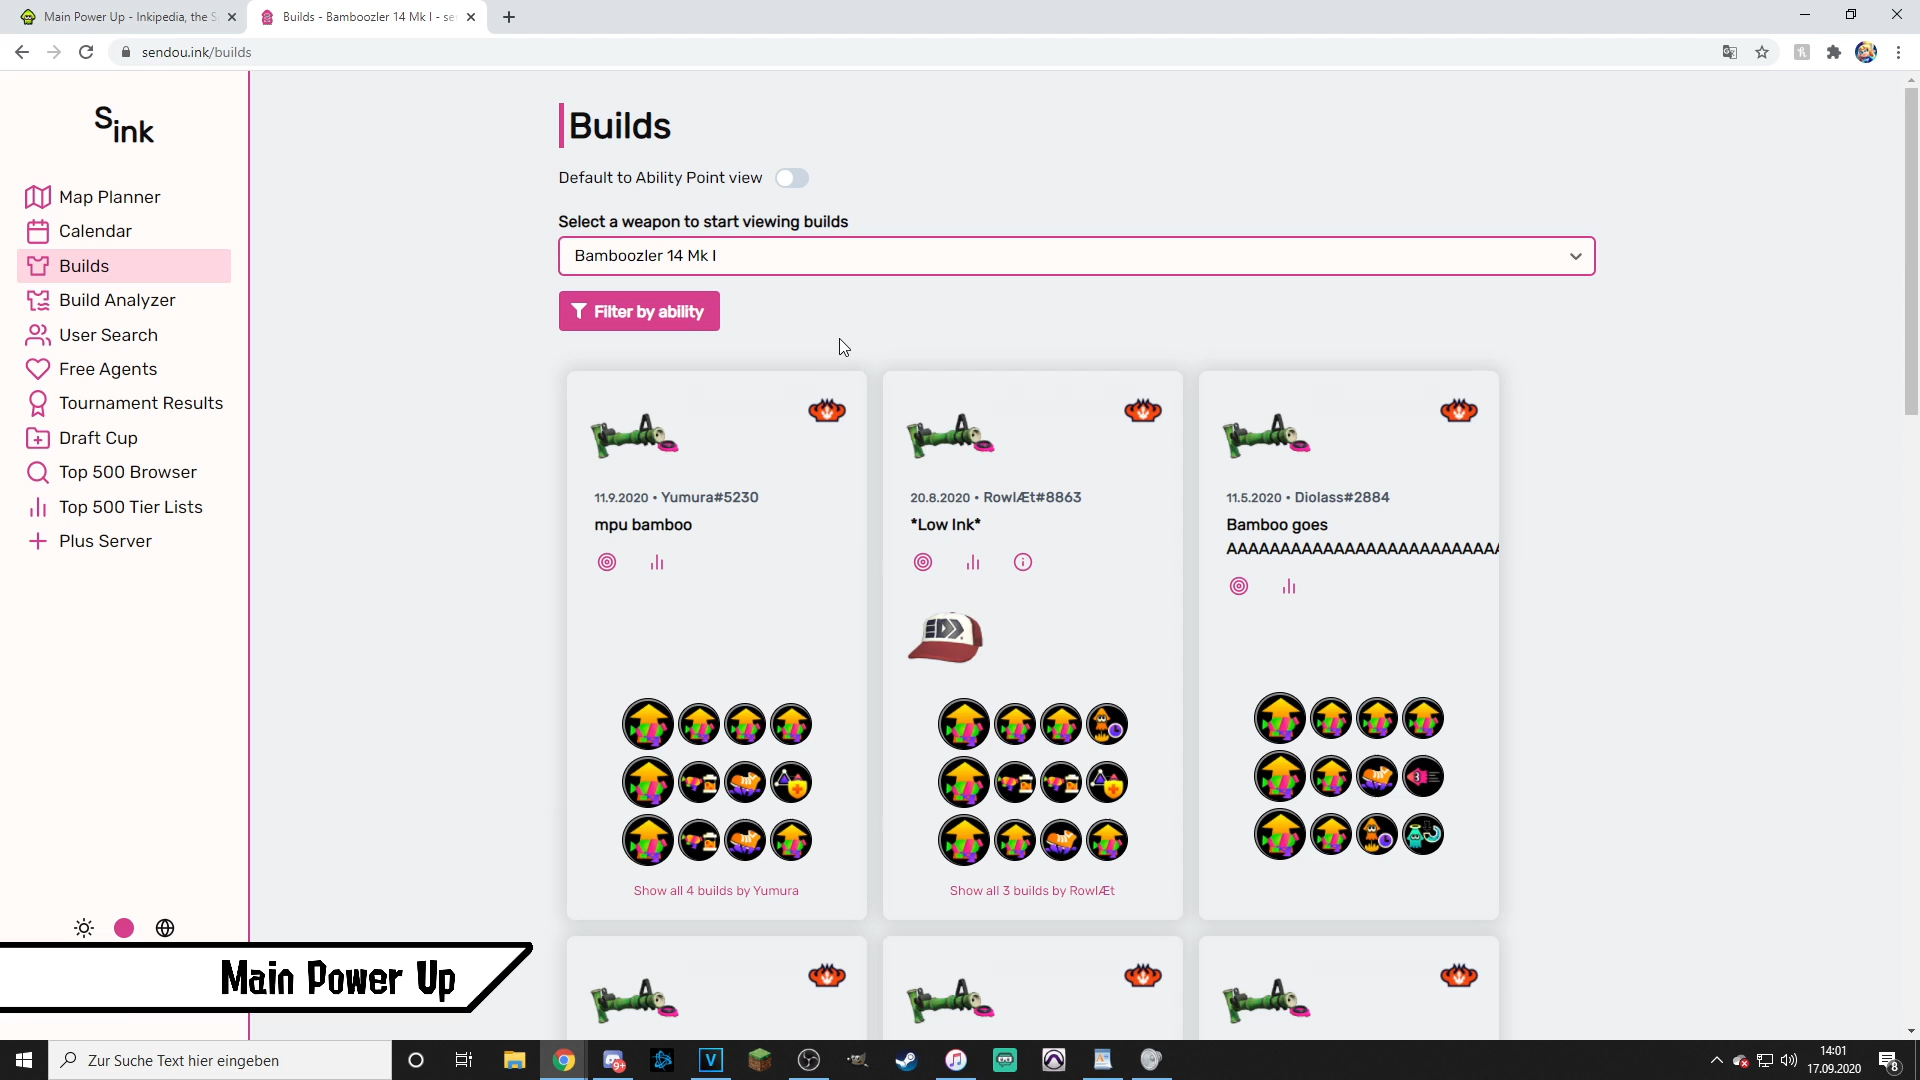 Main Power Up - Inkipedia, the S
Builds - Bamboozler 14 Mk I - se
sendou.ink/builds
Sink
Map Planner
Calendar
Builds
Build Analyzer
User Search
Free Agents
Tournament Results
Draft Cup
Top 500 Browser
Top 500 Tier Lists
Plus Server
Builds
Default to Ability Point view
Select a weapon to start viewing builds
Bamboozler 14 Mk I
Filter by ability
11.9.2020 • Yumura#5230
mpu bamboo
Show all 4 builds by Yumura
20.8.2020 • RowlÆt#8863
*Low Ink*
Show all 3 builds by RowlÆt
11.5.2020 • Diolass#2884
Bamboo goes
AAAAAAAAAAAAAAAAAAAAAAAAAA
Main Power Up
Zur Suche Text hier eingeben
9+
V
14:01
17.09.2020
8